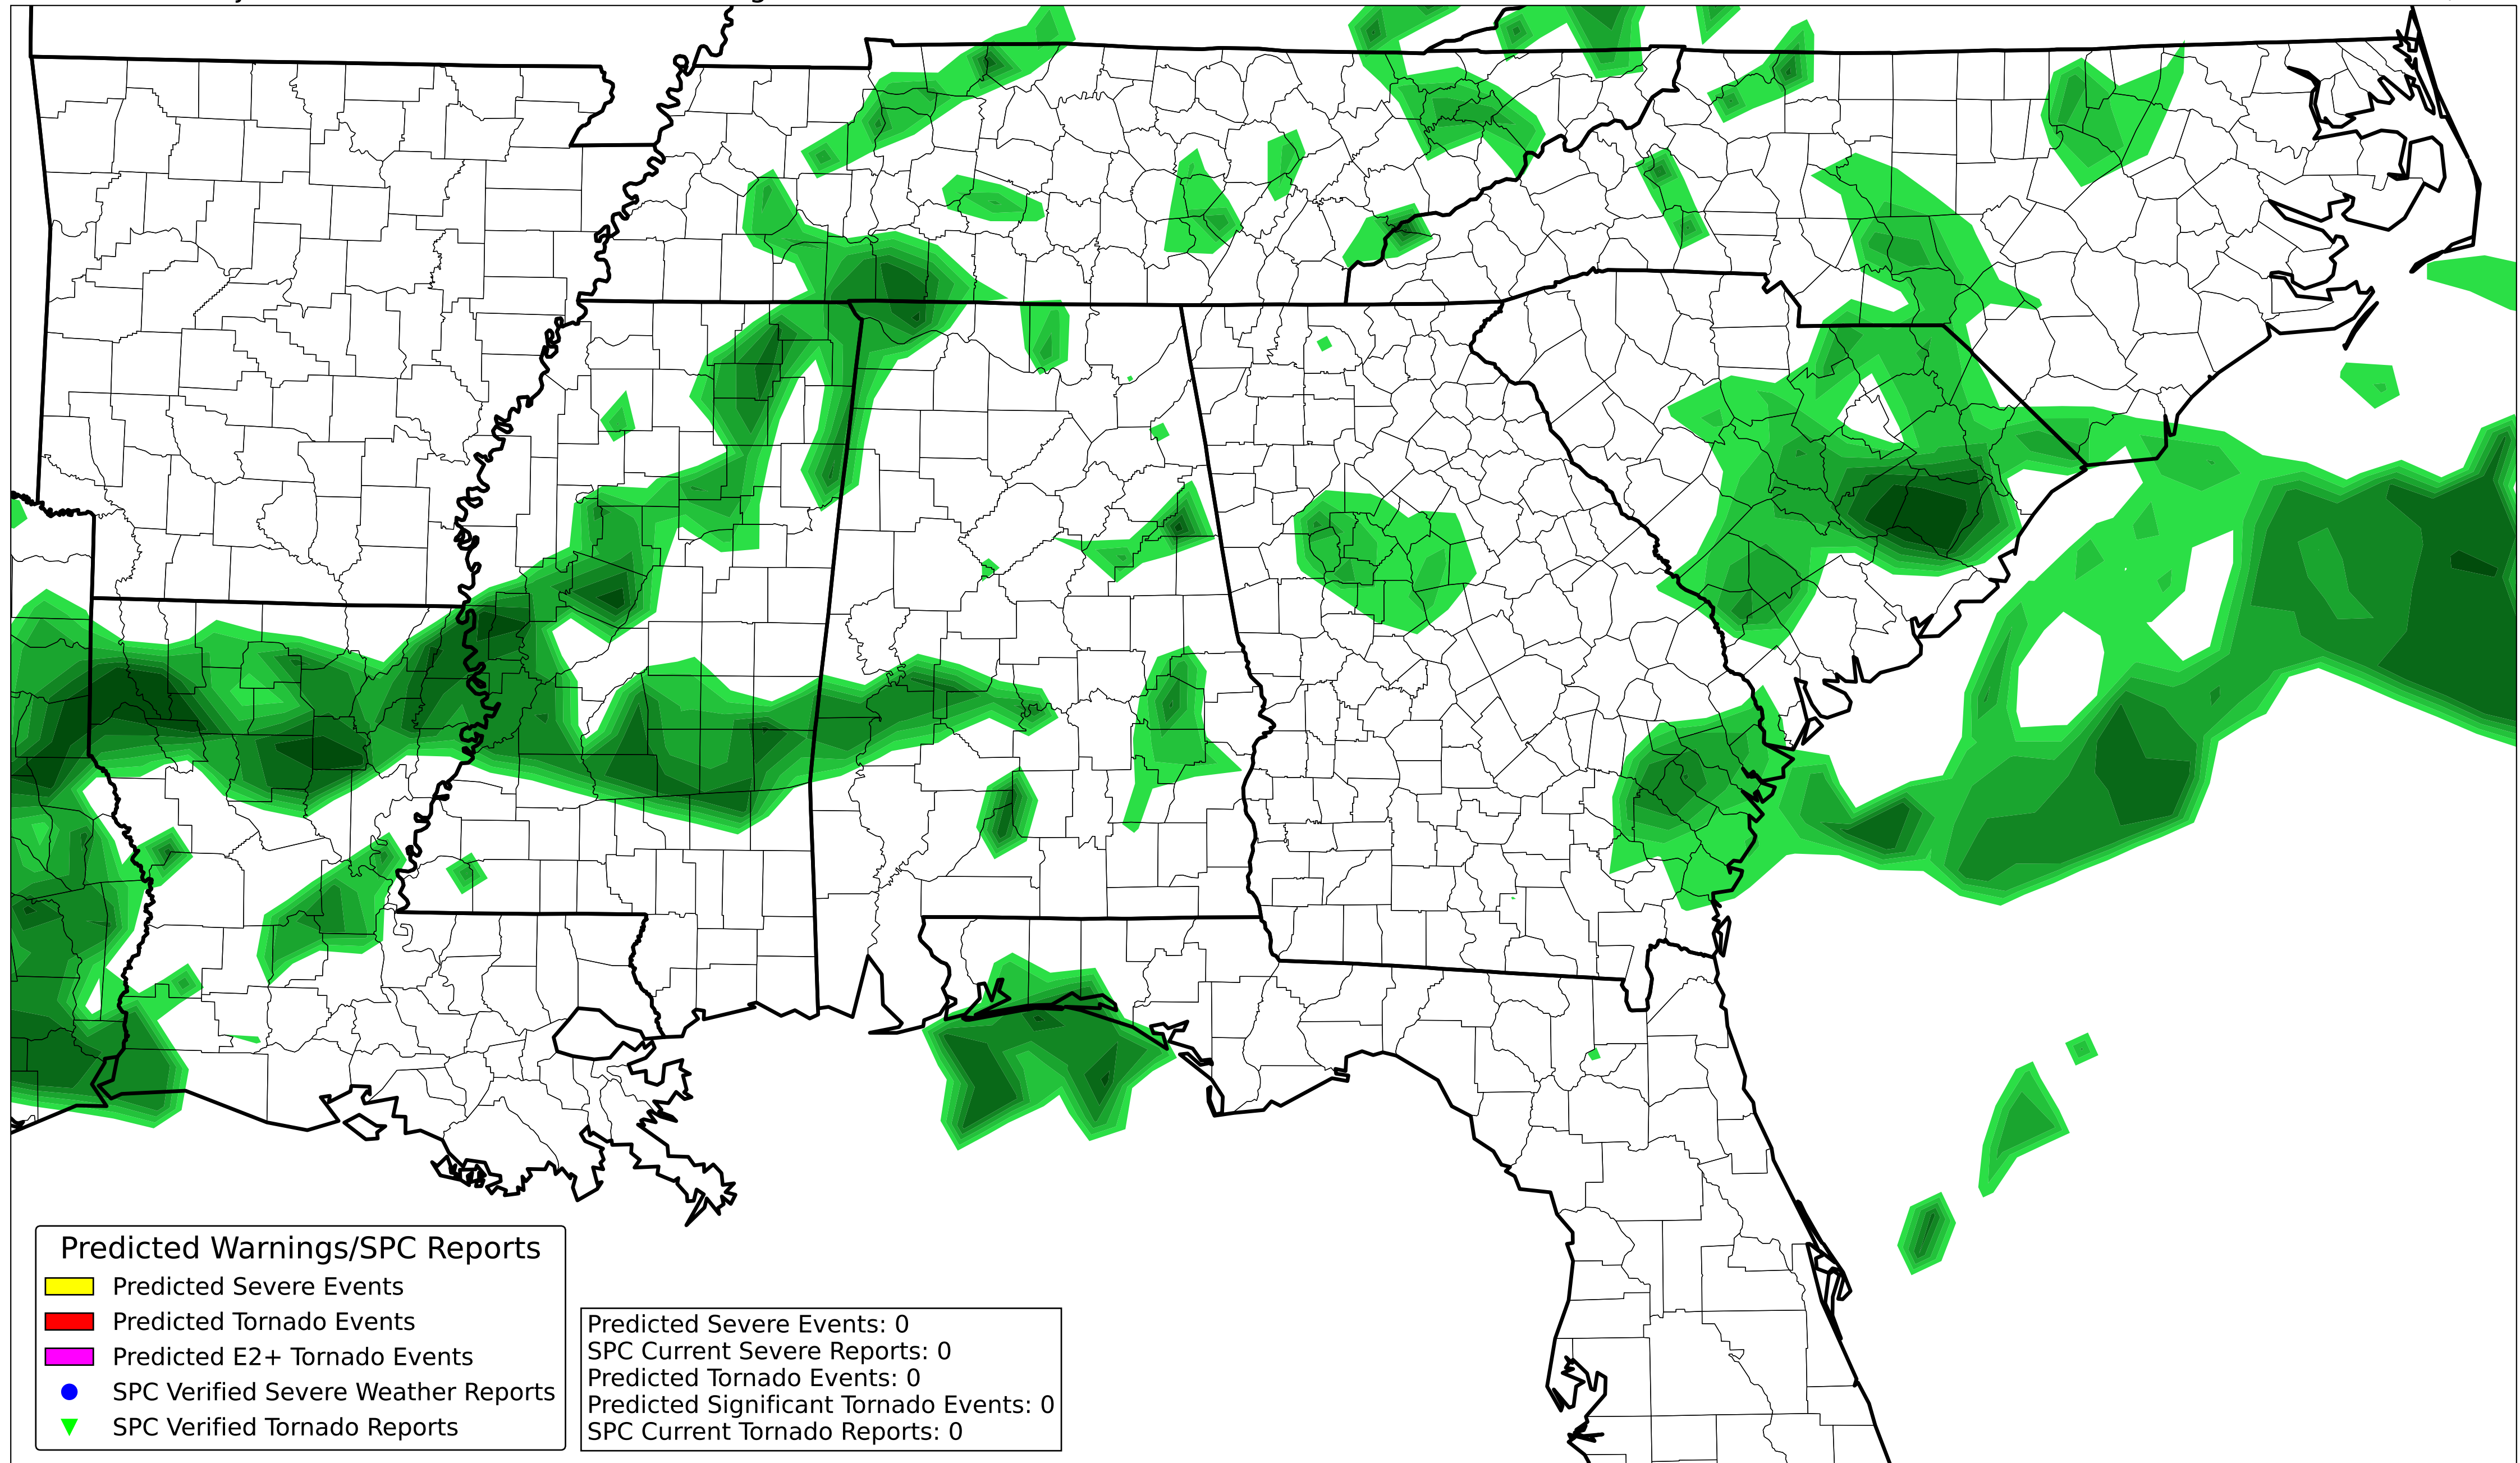 Predicted Warnings/SPC Reports
Predicted Severe Events
Predicted Tornado Events
Predicted E2+ Tornado Events
SPC Verified Severe Weather Reports
SPC Verified Tornado Reports
Predicted Severe Events: 0
SPC Current Severe Reports: 0
Predicted Tornado Events: 0
Predicted Significant Tornado Events: 0
SPC Current Tornado Reports: 0